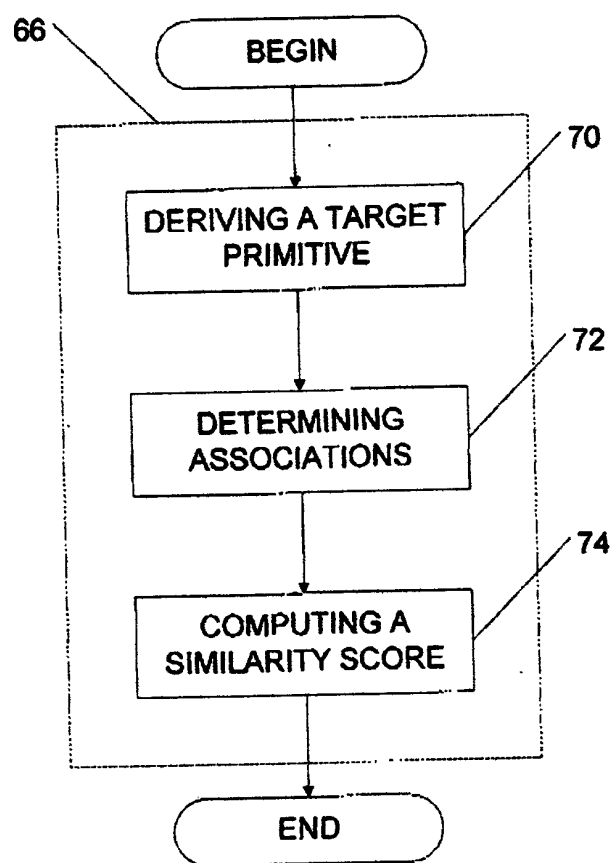 66
BEGIN
70
DERIVING A TARGET
PRIMITIVE
72
DETERMINING
ASSOCIATIONS
74
COMPUTING A
SIMILARITY SCORE
END